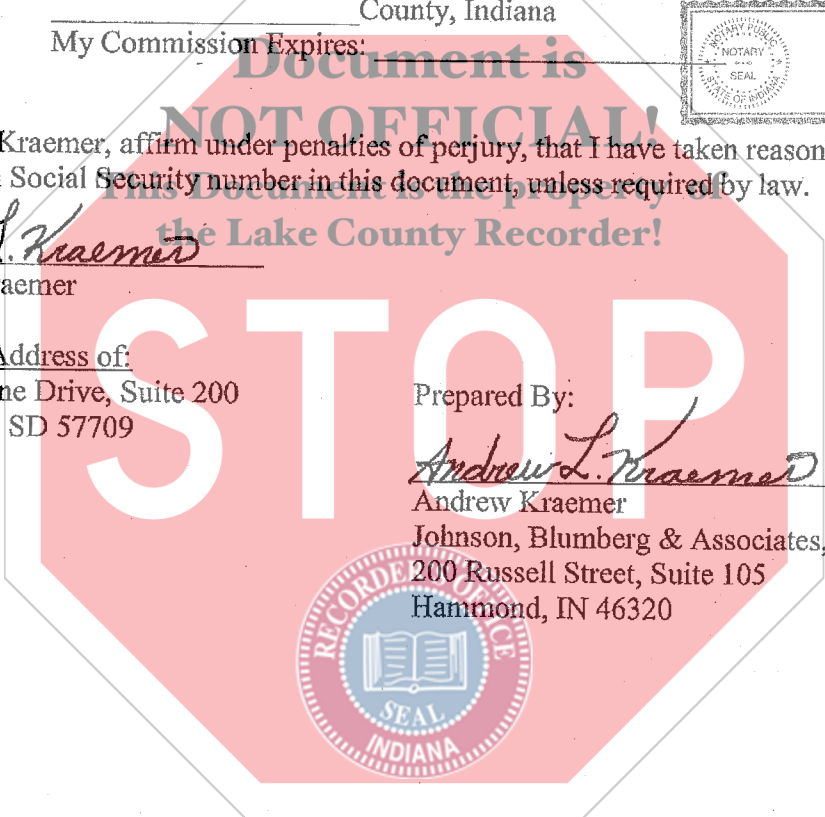 County, Indiana
My Commission Expires:
NOTARY PUBLIC
NOTARY
SEAL
STATE OF INDIANA
Document is
NOT OFFICIAL!
This Document is the property of
the Lake County Recorder!
Kraemer, affirm under penalties of perjury, that I have taken reason
Social Security number in this document, unless required by law.
L. Kraemer
aemer
Address of:
ne Drive, Suite 200
SD 57709
STOP
Prepared By:
Andrew L. Kraemer
Andrew Kraemer
Johnson, Blumberg & Associates,
200 Russell Street, Suite 105
Hammond, IN 46320
RECORDER'S OFFICE
SEAL
INDIANA